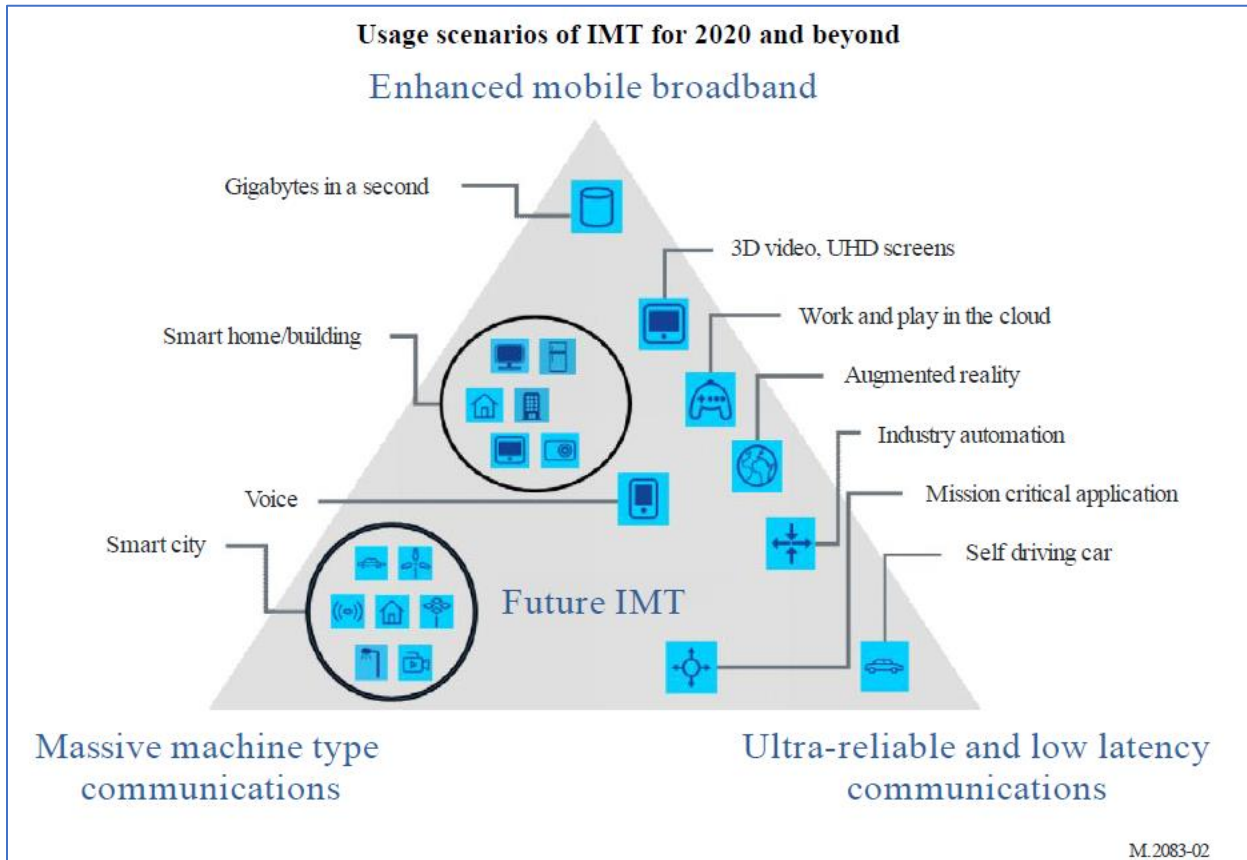 Usage scenarios of IMT for 2020 and beyond
Enhanced mobile broadband
Gigabytes in a second
3D video, UHD screens
Work and play in the cloud
Smart home/building
Augmented reality
Industry automation
Mission critical application
Voice
Smart city
Self driving car
Future IMT
Massive machine type
communications
Ultra-reliable and low latency
communications
M.2083-02